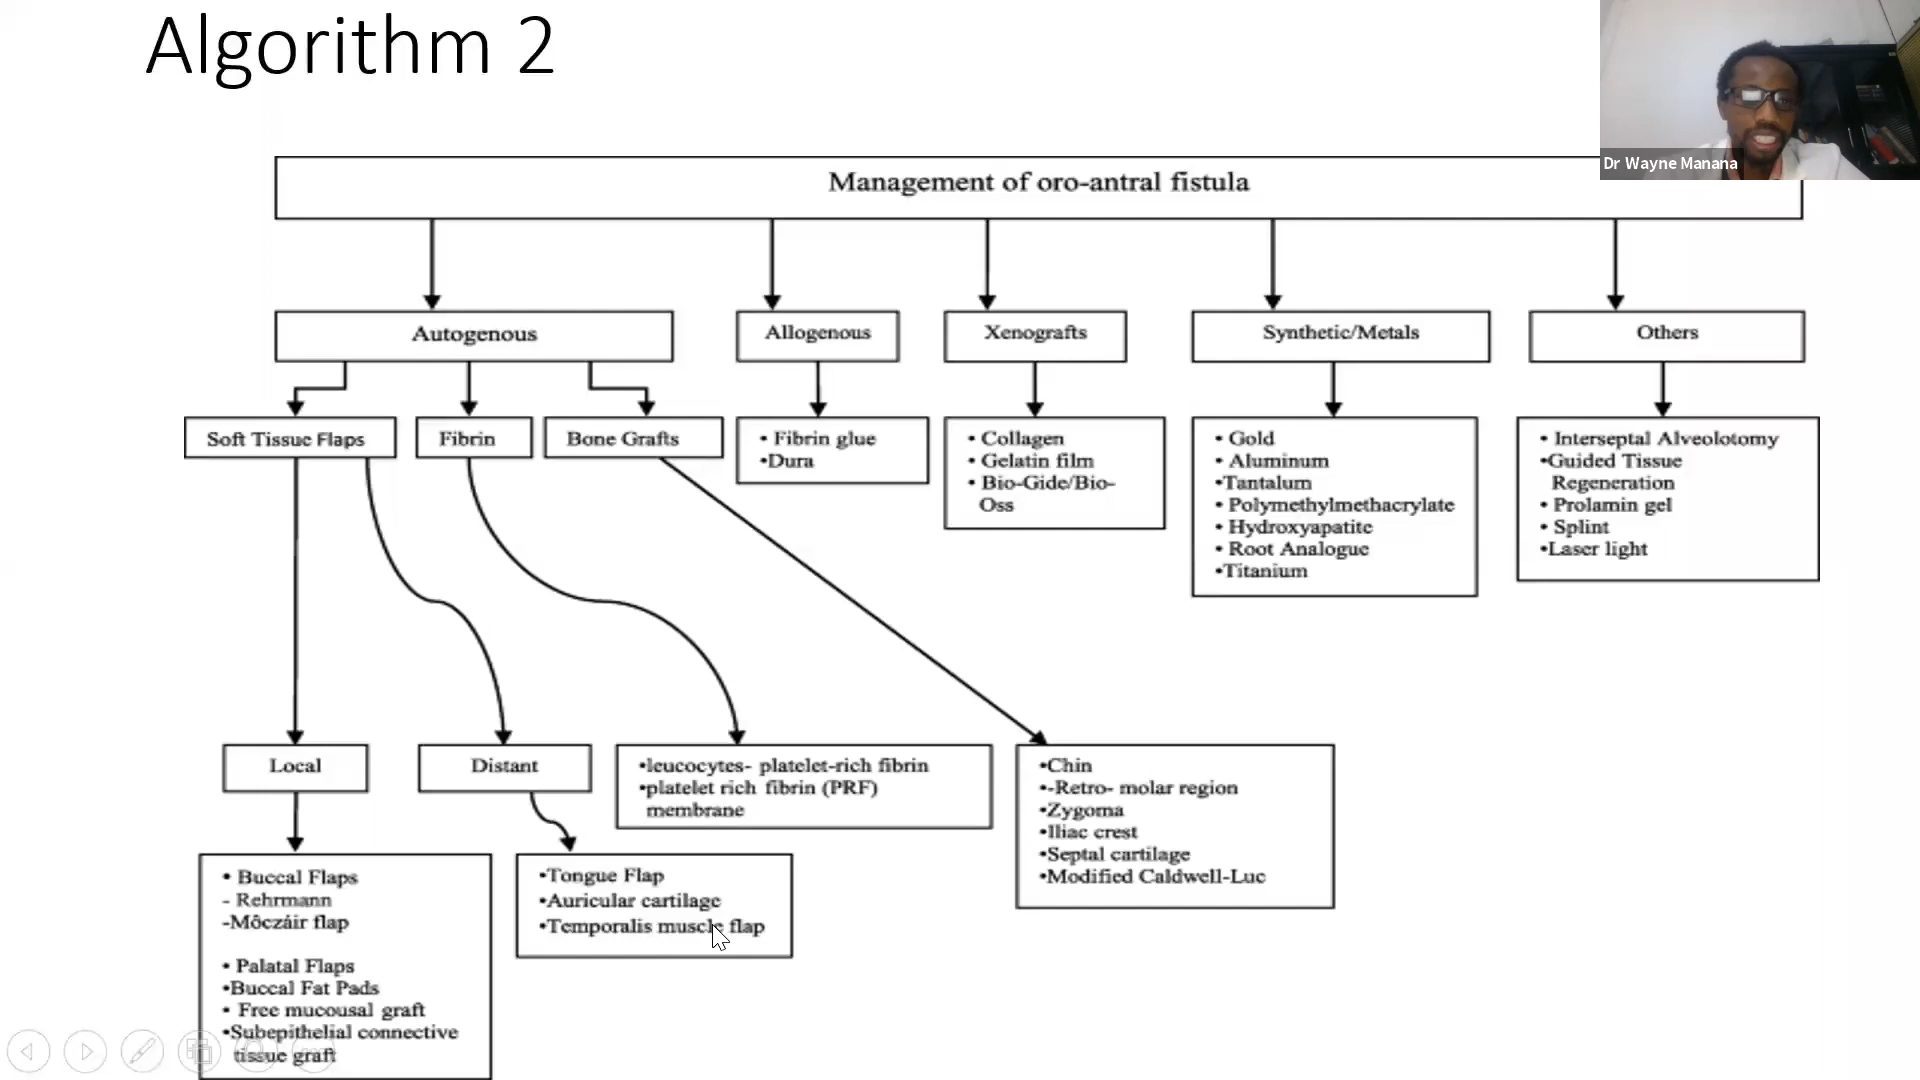 Algorithm 2
Dr Wayne Manana
Management of oro-antral fistula
Autogenous
Allogenous
Xenografts
Synthetic/Metals
Others
Soft Tissue Flaps
Fibrin
Bone Grafts
• Fibrin glue
•Dura
• Collagen
• Gelatin film
• Bio-Gide/Bio-
Oss
• Gold
• Aluminum
•Tantalum
• Polymethylmethacrylate
• Hydroxyapatite
• Root Analogue
•Titanium
• Interseptal Alveolotomy
•Guided Tissue
Regeneration
• Prolamin gel
• Splint
•Laser light
Local
Distant
•leucocytes- platelet-rich fibrin
•platelet rich fibrin (PRF)
membrane
•Chin
•-Retro- molar region
•Zygoma
•Iliac crest
•Septal cartilage
•Modified Caldwell-Luc
• Buccal Flaps
- Rehrmann
-Môczáir flap
• Palatal Flaps
•Buccal Fat Pads
• Free mucousal graft
•Subepithelial connective
tissue graft
•Tongue Flap
•Auricular cartilage
•Temporalis muscle flap